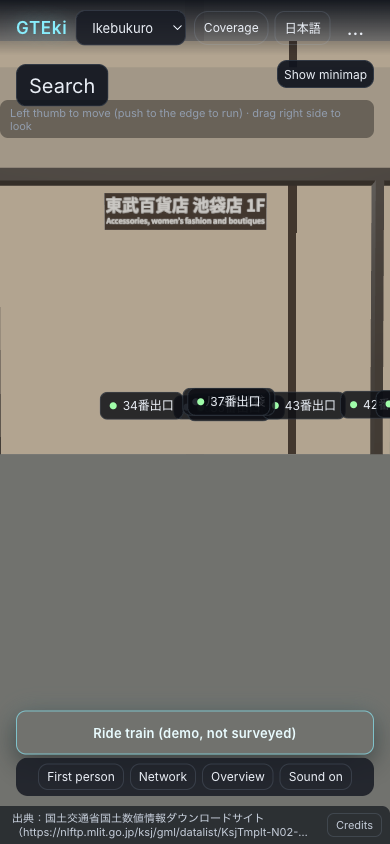 GTEki
Ikebukuro
Coverage
日本語
...
Search
Show minimap
Left thumb to move (push to the edge to run) · drag right side to
look
東武百貨店 池袋店 1F
Accessories, women's fashion and boutiques
34番出口
37番出口
43番出口
42
Ride train (demo, not surveyed)
First person
Network
Overview
Sound on
出典：国土交通省国土数値情報ダウンロードサイト
（https://nlftp.mlit.go.jp/ksj/gml/datalist/KsjTmplt-N02-...
Credits